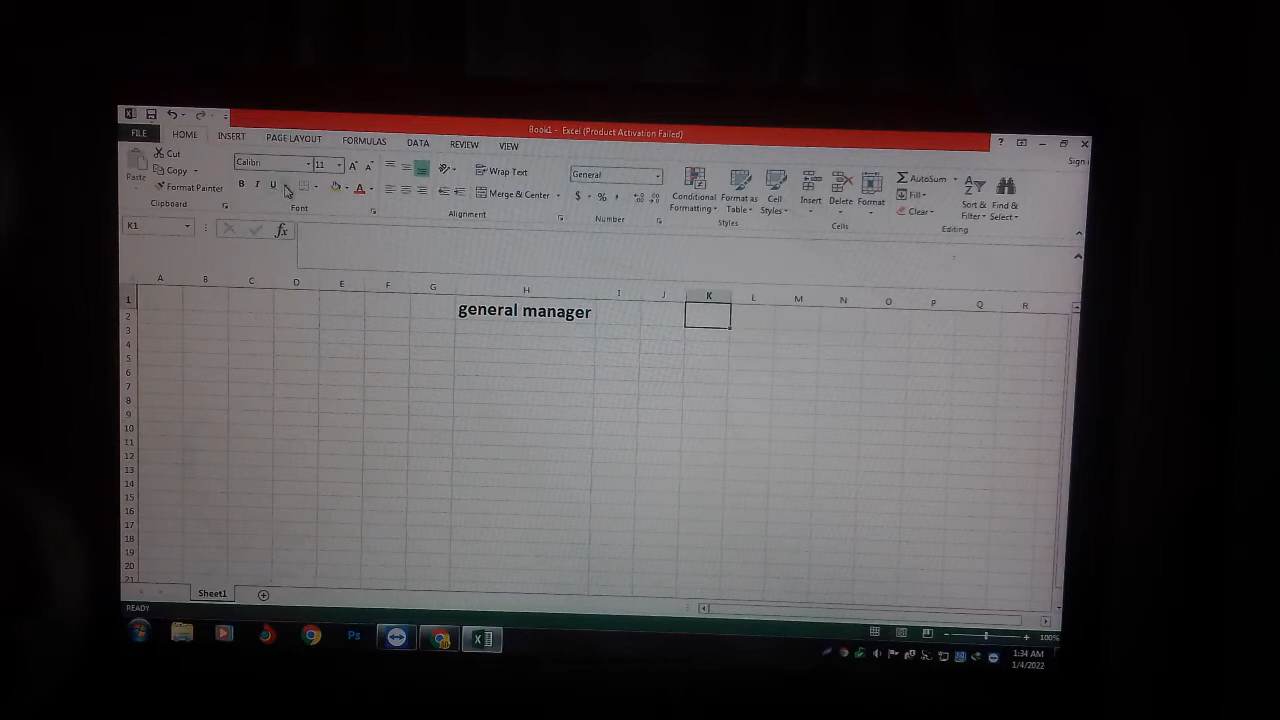 Book1 - Excel (Product Activation Failed)
FILE HOME INSERT PAGE LAYOUT FORMULAS DATA REVIEW VIEW
Sign i
Cut
Copy
Format Painter
Paste
Clipboard
Calibri 11
B I U
Font
Wrap Text
Merge & Center
Alignment
General
$ % ,
Number
Conditional Formatting
Format as Table
Cell Styles
Styles
Insert Delete Format
Cells
AutoSum
Fill
Clear
Sort & Filter
Find & Select
Editing
K1
fx
A B C D E F G H I J K L M N O P Q R
1
general manager
2
3
4
5
6
7
8
9
10
11
12
13
14
15
16
17
18
19
20
21
Sheet1
READY
100%
Ps
1:34 AM
1/4/2022